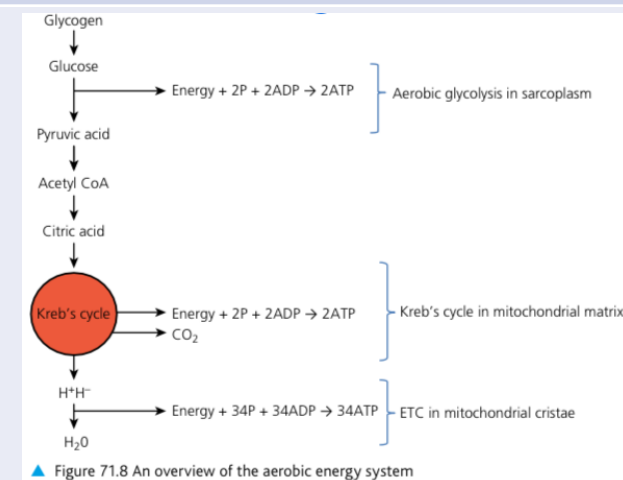 Glycogen
Glucose
Energy + 2P + 2ADP → 2ATP
Aerobic glycolysis in sarcoplasm
Pyruvic acid
Acetyl CoA
Citric acid
Kreb’s cycle
Energy + 2P + 2ADP → 2ATP
Kreb’s cycle in mitochondrial matrix
CO₂
H⁺H⁻
Energy + 34P + 34ADP → 34ATP
ETC in mitochondrial cristae
H₂0
▲ Figure 71.8 An overview of the aerobic energy system